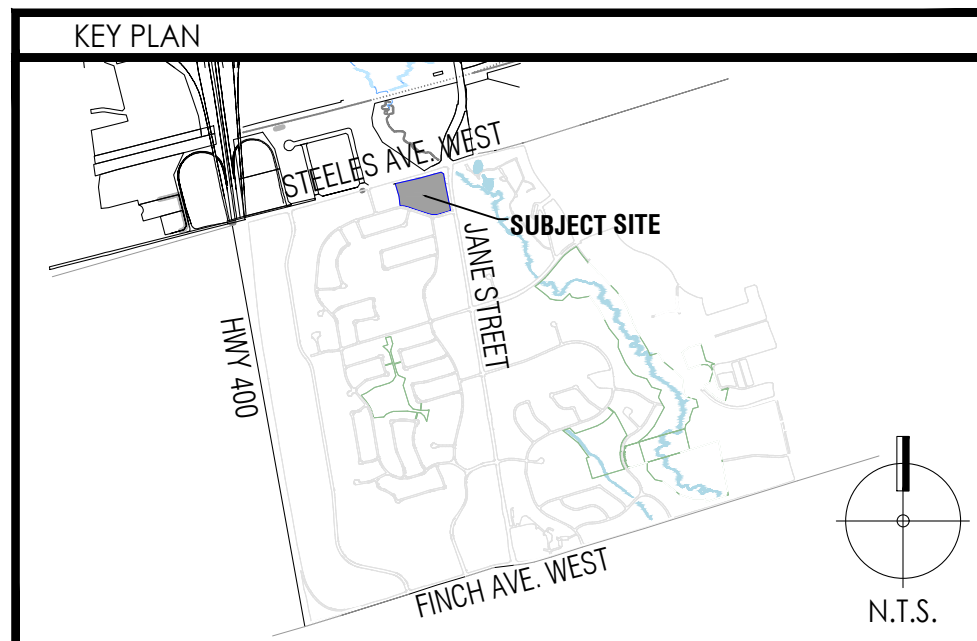 KEY PLAN
STEELES AVE. WEST
SUBJECT SITE
JANE STREET
HWY 400
FINCH AVE. WEST
N.T.S.